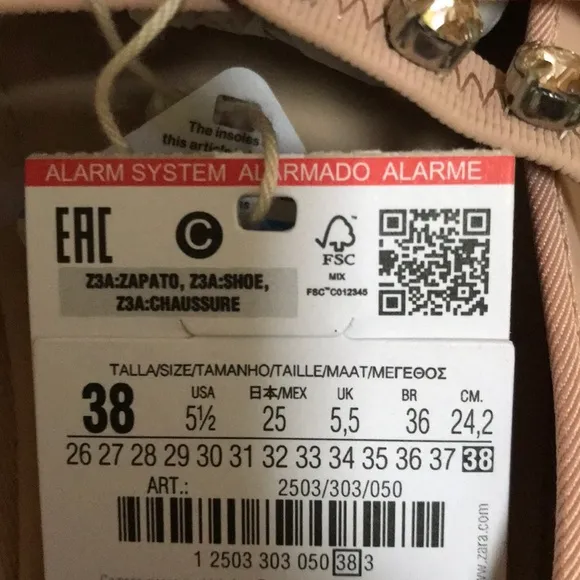 The insoles
this article
ALARM SYSTEM ALARMADO ALARME
EAC C FSC
MIX
FSC™C012345
Z3A:ZAPATO, Z3A:SHOE,
Z3A:CHAUSSURE
TALLA/SIZE/TAMANHO/TAILLE/MAAT/ΜΕΓΕΘΟΣ
USA 日本/MEX UK BR CM.
38 5½ 25 5,5 36 24,2
26 27 28 29 30 31 32 33 34 35 36 37 38
ART.: 2503/303/050
1 2503 303 050 38 3
www.zara.